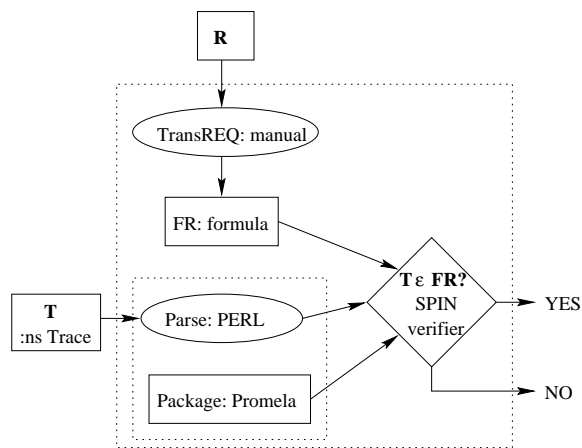 R
TransREQ: manual
FR: formula
T ε FR?
SPIN
verifier
T
:ns Trace
Parse: PERL
YES
Package: Promela
NO